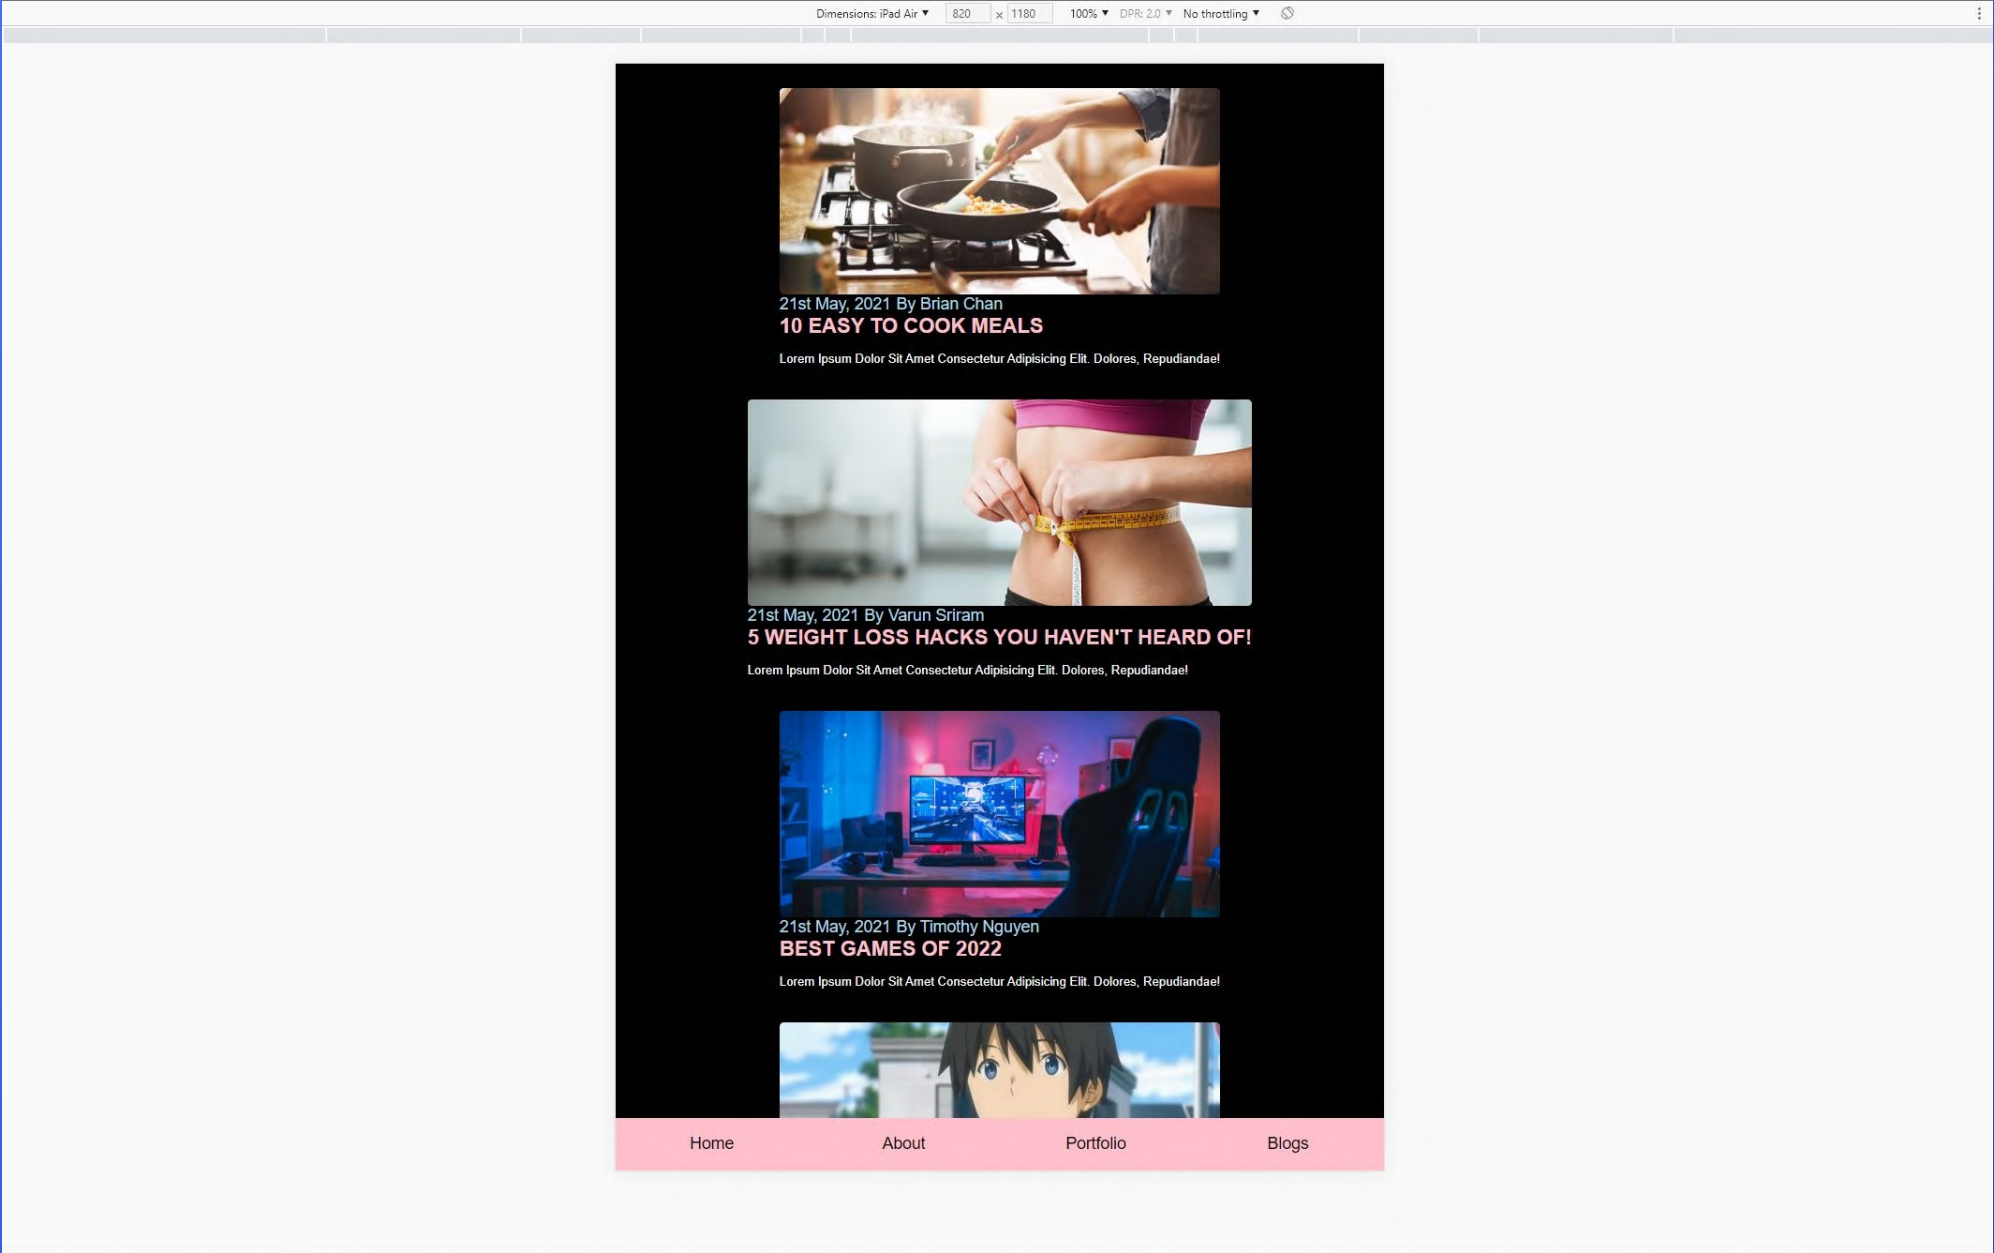 Dimensions: iPad Air ▼ 820 × 1180 100% ▼ DPR: 2.0 ▼ No throttling ▼
21st May, 2021 By Brian Chan
10 EASY TO COOK MEALS
Lorem Ipsum Dolor Sit Amet Consectetur Adipisicing Elit. Dolores, Repudiandae!
21st May, 2021 By Varun Sriram
5 WEIGHT LOSS HACKS YOU HAVEN'T HEARD OF!
Lorem Ipsum Dolor Sit Amet Consectetur Adipisicing Elit. Dolores, Repudiandae!
21st May, 2021 By Timothy Nguyen
BEST GAMES OF 2022
Lorem Ipsum Dolor Sit Amet Consectetur Adipisicing Elit. Dolores, Repudiandae!
Home About Portfolio Blogs